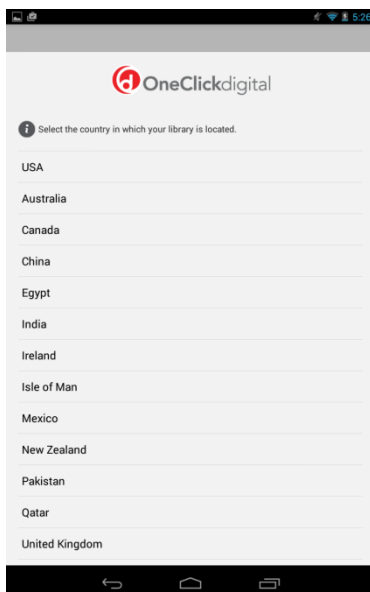 5:26
OneClickdigital
Select the country in which your library is located.
USA
Australia
Canada
China
Egypt
India
Ireland
Isle of Man
Mexico
New Zealand
Pakistan
Qatar
United Kingdom